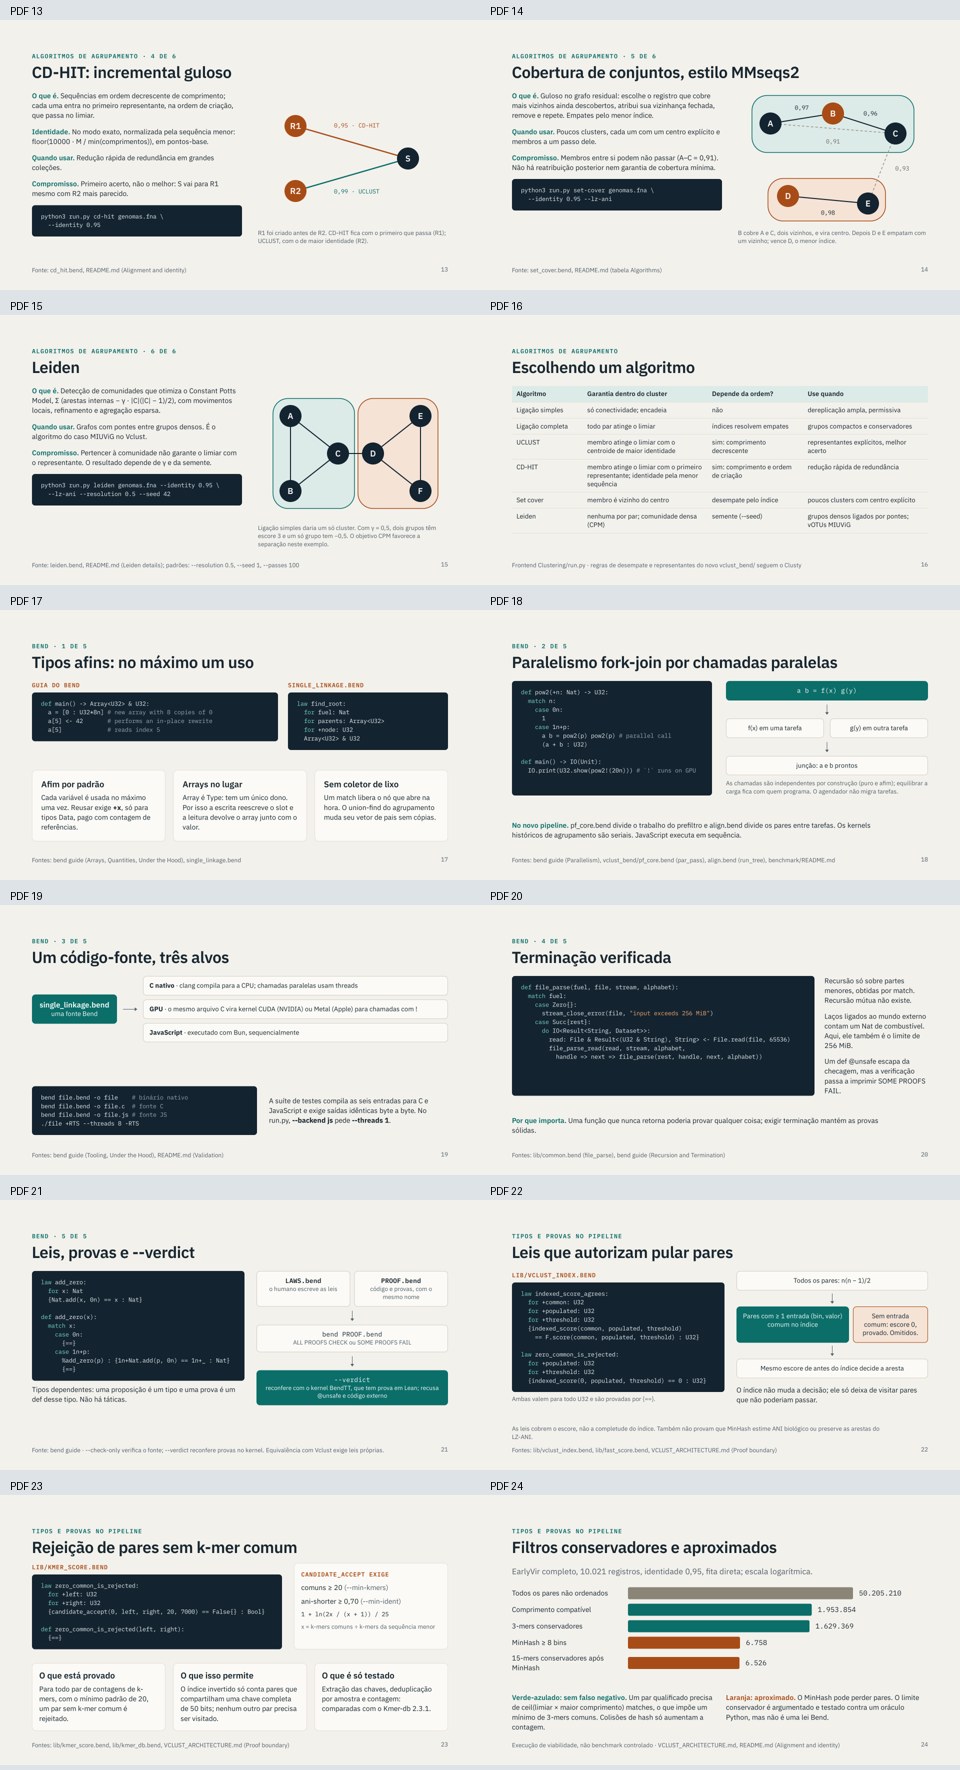 PDF 13
ALGORITMOS DE AGRUPAMENTO · 4 DE 6
CD-HIT: incremental guloso
O que é. Sequências em ordem decrescente de comprimento;
cada uma entra no primeiro representante, na ordem de criação,
que passa no limiar.
Identidade. No modo exato, normalizada pela sequência menor:
floor(10000 · M / min(comprimentos)), em pontos-base.
Quando usar. Redução rápida de redundância em grandes
coleções.
Compromisso. Primeiro acerto, não o melhor: S vai para R1
mesmo com R2 mais parecido.
python3 run.py cd-hit genomas.fna \
--identity 0.95
R1
R2
S
0,95 · CD-HIT
0,99 · UCLUST
R1 foi criado antes de R2. CD-HIT fica com o primeiro que passa (R1);
UCLUST, com o de maior identidade (R2).
Fonte: cd_hit.bend, README.md (Alignment and identity)
13
PDF 14
ALGORITMOS DE AGRUPAMENTO · 5 DE 6
Cobertura de conjuntos, estilo MMseqs2
O que é. Guloso no grafo residual: escolhe o registro que cobre
mais vizinhos ainda descobertos, atribui sua vizinhança fechada,
remove e repete. Empates pelo menor índice.
Quando usar. Poucos clusters, cada um com um centro explícito e
membros a um passo dele.
Compromisso. Membros entre si podem não passar (A–C = 0,91).
Não há reatribuição posterior nem garantia de cobertura mínima.
python3 run.py set-cover genomas.fna \
--identity 0.95 --lz-ani
A
B
C
D
E
0,97
0,96
0,91
0,93
0,98
B cobre A e C, dois vizinhos, e vira centro. Depois D e E empatam com
um vizinho; vence D, o menor índice.
Fonte: set_cover.bend, README.md (tabela Algorithms)
14
PDF 15
ALGORITMOS DE AGRUPAMENTO · 6 DE 6
Leiden
O que é. Detecção de comunidades que otimiza o Constant Potts
Model, Σ (arestas internas − γ · |C|(|C| − 1)/2), com movimentos
locais, refinamento e agregação esparsa.
Quando usar. Grafos com pontes entre grupos densos. É o
algoritmo do caso MIUViG no Vclust.
Compromisso. Pertencer à comunidade não garante o limiar com
o representante. O resultado depende de γ e da semente.
python3 run.py leiden genomas.fna --identity 0.95 \
--lz-ani --resolution 0.5 --seed 42
A
B
C
D
E
F
Ligação simples daria um só cluster. Com γ = 0,5, dois grupos têm
escore 3 e um só grupo tem −0,5. O objetivo CPM favorece a
separação neste exemplo.
Fonte: leiden.bend, README.md (Leiden details); padrões: --resolution 0.5, --seed 1, --passes 100
15
PDF 16
ALGORITMOS DE AGRUPAMENTO
Escolhendo um algoritmo
Algoritmo Garantia dentro do cluster Depende da ordem? Use quando
Ligação simples só conectividade; encadeia não dereplicação ampla, permissiva
Ligação completa todo par atinge o limiar índices resolvem empates grupos compactos e conservadores
UCLUST membro atinge o limiar com o centroide de maior identidade sim: comprimento decrescente representantes explícitos, melhor acerto
CD-HIT membro atinge o limiar com o primeiro representante; identidade pela menor sequência sim: comprimento e ordem de criação redução rápida de redundância
Set cover membro é vizinho do centro desempate pelo índice poucos clusters com centro explícito
Leiden nenhuma por par; comunidade densa (CPM) semente (--seed) grupos densos ligados por pontes; vOTUs MIUViG
Frontend Clustering/run.py · regras de desempate e representantes do novo vclust_bend/ seguem o Clusty
16
PDF 17
BEND · 1 DE 5
Tipos afins: no máximo um uso
GUIA DO BEND
def main() -> Array<U32> & U32:
a = [0 : U32*8n] # new array with 8 copies of 0
a[5] <- 42 # performs an in-place rewrite
a[5] # reads index 5
SINGLE_LINKAGE.BEND
law find_root:
for fuel: Nat
for parents: Array<U32>
for +node: U32
Array<U32> & U32
Afim por padrão
Cada variável é usada no máximo
uma vez. Reusar exige +x, só para
tipos Data, pago com contagem de
referências.
Arrays no lugar
Array é Type: tem um único dono.
Por isso a escrita reescreve o slot e
a leitura devolve o array junto com o
valor.
Sem coletor de lixo
Um match libera o nó que abre na
hora. O union-find do agrupamento
muda seu vetor de pais sem cópias.
Fontes: bend guide (Arrays, Quantities, Under the Hood), single_linkage.bend
17
PDF 18
BEND · 2 DE 5
Paralelismo fork-join por chamadas paralelas
def pow2(+n: Nat) -> U32:
match n:
case 0n:
1
case 1n+p:
a b = pow2(p) pow2(p) # parallel call
(a + b : U32)
def main() -> IO(Unit):
IO.print(U32.show(pow2!(20n))) # '!' runs on GPU
a b = f(x) g(y)
f(x) em uma tarefa
g(y) em outra tarefa
junção: a e b prontos
As chamadas são independentes por construção (puro e afim); equilibrar a
carga fica com quem programa. O agendador não migra tarefas.
No novo pipeline. pf_core.bend divide o trabalho do prefiltro e align.bend divide os pares entre tarefas. Os kernels
históricos de agrupamento são seriais. JavaScript executa em sequência.
Fontes: bend guide (Parallelism), vclust_bend/pf_core.bend (par_pass), align.bend (run_tree), benchmark/README.md
18
PDF 19
BEND · 3 DE 5
Um código-fonte, três alvos
single_linkage.bend
uma fonte Bend
C nativo · clang compila para a CPU; chamadas paralelas usam threads
GPU · o mesmo arquivo C vira kernel CUDA (NVIDIA) ou Metal (Apple) para chamadas com !
JavaScript · executado com Bun, sequencialmente
bend file.bend -o file # binário nativo
bend file.bend -o file.c # fonte C
bend file.bend -o file.js # fonte JS
./file +RTS --threads 8 -RTS
A suíte de testes compila as seis entradas para C e
JavaScript e exige saídas idênticas byte a byte. No
run.py, --backend js pede --threads 1.
Fontes: bend guide (Tooling, Under the Hood), README.md (Validation)
19
PDF 20
BEND · 4 DE 5
Terminação verificada
def file_parse(fuel, file, stream, alphabet):
match fuel:
case Zero{}:
stream_close_error(file, "input exceeds 256 MiB")
case Succ{rest}:
do IO<Result<String, Dataset>>:
read: File & Result<(U32 & String), String> <- File.read(file, 65536)
file_parse_read(read, stream, alphabet,
handle => next => file_parse(rest, handle, next, alphabet))
Recursão só sobre partes
menores, obtidas por match.
Recursão mútua não existe.
Laços ligados ao mundo externo
contam um Nat de combustível.
Aqui, ele também é o limite de
256 MiB.
Um def @unsafe escapa da
checagem, mas a verificação
passa a imprimir SOME PROOFS
FAIL.
Por que importa. Uma função que nunca retorna poderia provar qualquer coisa; exigir terminação mantém as provas
sólidas.
Fontes: lib/common.bend (file_parse), bend guide (Recursion and Termination)
20
PDF 21
BEND · 5 DE 5
Leis, provas e --verdict
law add_zero:
for x: Nat
{Nat.add(x, 0n) == x : Nat}
def add_zero(x):
match x:
case 0n:
{==}
case 1n+p:
%add_zero(p) : {1n+Nat.add(p, 0n) == 1n+_ : Nat}
{==}
Tipos dependentes: uma proposição é um tipo e uma prova é um
def desse tipo. Não há táticas.
LAWS.bend
o humano escreve as leis
PROOF.bend
código e provas, com o
mesmo nome
bend PROOF.bend
ALL PROOFS CHECK ou SOME PROOFS FAIL
--verdict
reconfere com o kernel BendTT, que tem prova em Lean; recusa
@unsafe e código externo
Fonte: bend guide · --check-only verifica o fonte; --verdict reconfere provas no kernel. Equivalência com Vclust exige leis próprias.
21
PDF 22
TIPOS E PROVAS NO PIPELINE
Leis que autorizam pular pares
LIB/VCLUST_INDEX.BEND
law indexed_score_agrees:
for +common: U32
for +populated: U32
for +threshold: U32
{indexed_score(common, populated, threshold)
== F.score(common, populated, threshold) : U32}
law zero_common_is_rejected:
for +populated: U32
for +threshold: U32
{indexed_score(0, populated, threshold) == 0 : U32}
Ambas valem para todo U32 e são provadas por {==}.
Todos os pares: n(n − 1)/2
Pares com ≥ 1 entrada (bin, valor)
comum no índice
Sem entrada
comum: escore 0,
provado. Omitidos.
Mesmo escore de antes do índice decide a aresta
O índice não muda a decisão; ele só deixa de visitar pares
que não poderiam passar.
As leis cobrem o escore, não a completude do índice. Também não provam que MinHash estime ANI biológico ou preserve as arestas do
LZ-ANI.
Fontes: lib/vclust_index.bend, lib/fast_score.bend, VCLUST_ARCHITECTURE.md (Proof boundary)
22
PDF 23
TIPOS E PROVAS NO PIPELINE
Rejeição de pares sem k-mer comum
LIB/KMER_SCORE.BEND
law zero_common_is_rejected:
for +left: U32
for +right: U32
{candidate_accept(0, left, right, 20, 7000) == False{} : Bool}
def zero_common_is_rejected(left, right):
{==}
CANDIDATE_ACCEPT EXIGE
comuns ≥ 20 (--min-kmers)
ani-shorter ≥ 0,70 (--min-ident)
1 + ln(2x / (x + 1)) / 25
x = k-mers comuns ÷ k-mers da sequência menor
O que está provado
Para todo par de contagens de k-
mers, com o mínimo padrão de 20,
um par sem k-mer comum é
rejeitado.
O que isso permite
O índice invertido só conta pares que
compartilham uma chave completa
de 50 bits; nenhum outro par precisa
ser visitado.
O que é só testado
Extração das chaves, deduplicação
por amostra e contagem:
comparadas com o Kmer-db 2.3.1.
Fontes: lib/kmer_score.bend, lib/kmer_db.bend, VCLUST_ARCHITECTURE.md (Proof boundary)
23
PDF 24
TIPOS E PROVAS NO PIPELINE
Filtros conservadores e aproximados
EarlyVir completo, 10.021 registros, identidade 0,95, fita direta; escala logarítmica.
Todos os pares não ordenados 50.205.210
Comprimento compatível 1.953.854
3-mers conservadores 1.629.369
MinHash ≥ 8 bins 6.758
15-mers conservadores após
MinHash 6.526
Verde-azulado: sem falso negativo. Um par qualificado precisa
de ceil(limiar × maior comprimento) matches, o que impõe um
mínimo de 3-mers comuns. Colisões de hash só aumentam a
contagem.
Laranja: aproximado. O MinHash pode perder pares. O limite
conservador é argumentado e testado contra um oráculo
Python, mas não é uma lei Bend.
Execução de viabilidade, não benchmark controlado · VCLUST_ARCHITECTURE.md, README.md (Alignment and identity)
24